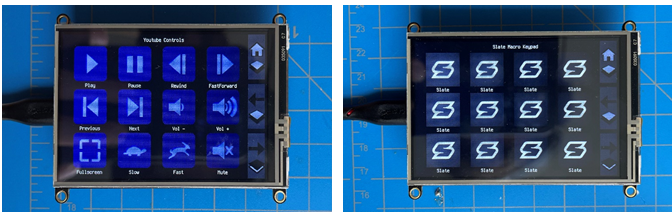 Youtube Controls
Play Pause Rewind FastForward
Previous Next Vol - Vol +
Fullscreen Slow Fast Mute
Slate Macro Keypad
Slate Slate Slate Slate
Slate Slate Slate Slate
Slate Slate Slate Slate